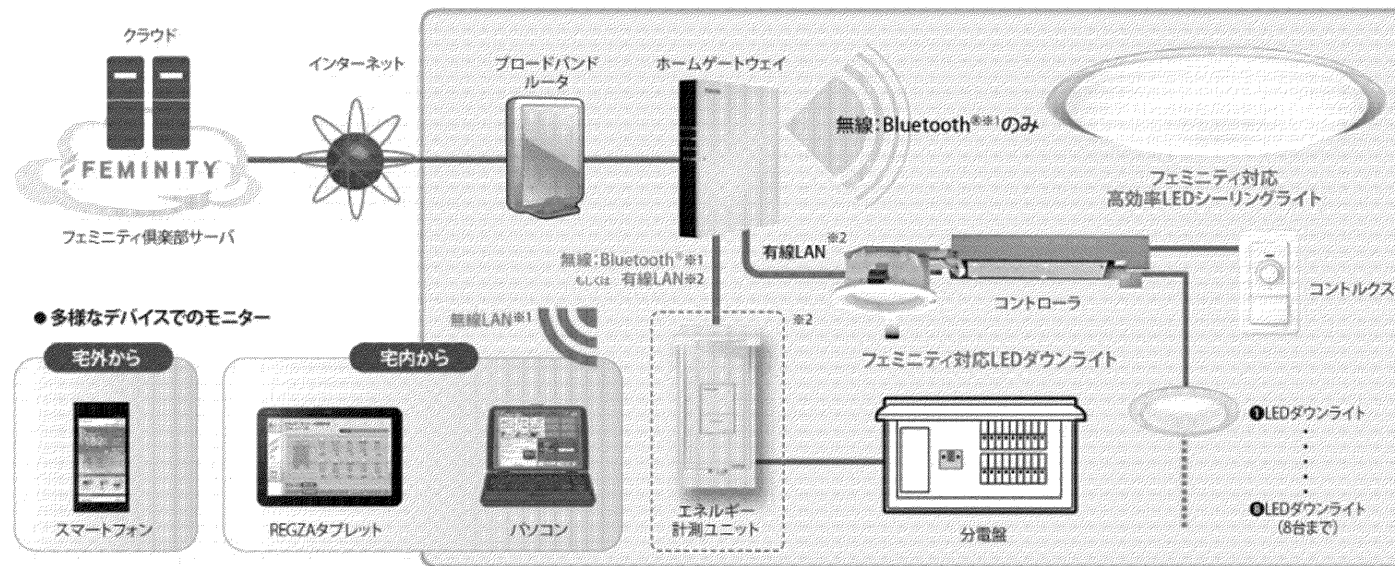 クラウド
FEMINITY
フェミニティ倶楽部サーバ
インターネット
ブロードバンド
ルータ
ホームゲートウェイ
無線:Bluetooth®※1のみ
フェミニティ対応
高効率LEDシーリングライト
無線:Bluetooth®※1
もしくは 有線LAN※2
有線LAN※2
コントローラ
コントルクス
フェミニティ対応LEDダウンライト
❶LEDダウンライト
❽LEDダウンライト
(8台まで)
●多様なデバイスでのモニター
無線LAN※1
※2
宅外から
宅内から
スマートフォン
REGZAタブレット
パソコン
エネルギー
計測ユニット
分電盤